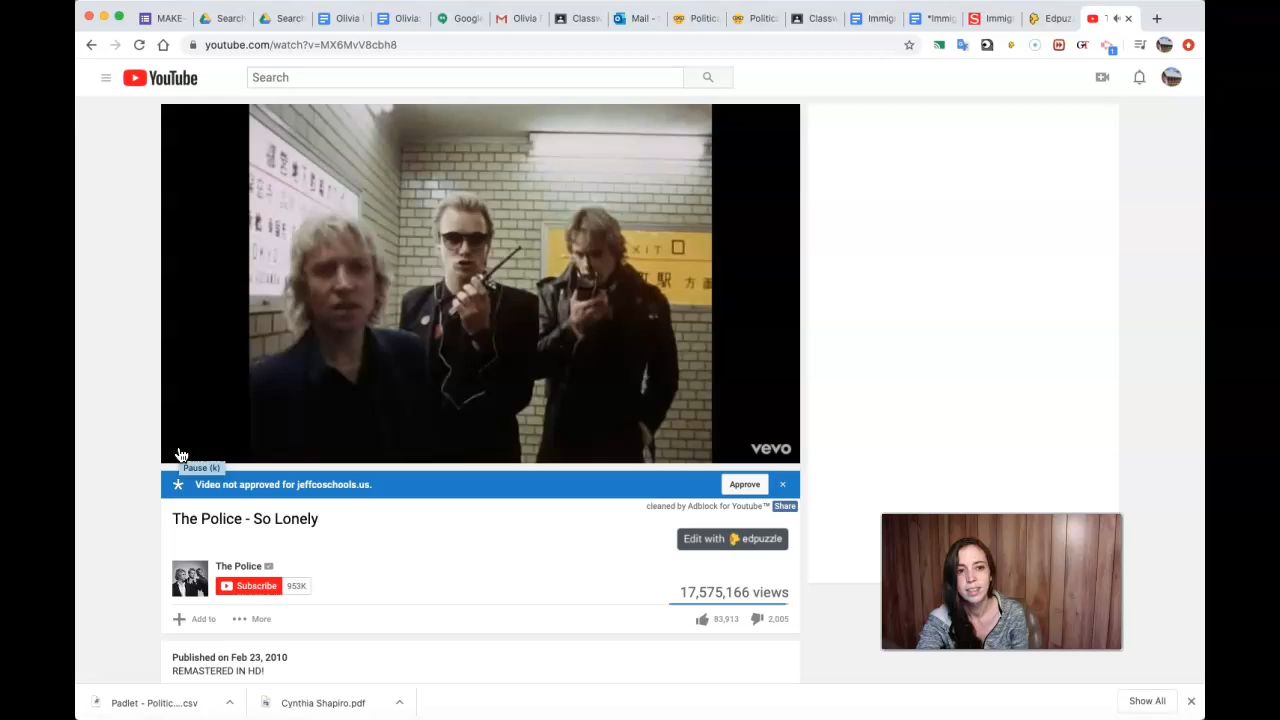 MAKE- Search Search Olivia Olivia: Google Olivia Classw Mail - Politic Politic Classw Immig *Immig Immig Edpuz
youtube.com/watch?v=MX6MvV8cbh8
YouTube Search
EXIT
駅 方面
vevo
Pause (k)
Video not approved for jeffcoschools.us. Approve
cleaned by Adblock for Youtube™ Share
The Police - So Lonely
Edit with edpuzzle
The Police
Subscribe 953K
17,575,166 views
Add to More 83,913 2,005
Published on Feb 23, 2010
REMASTERED IN HD!
Padlet - Politic....csv Cynthia Shapiro.pdf Show All